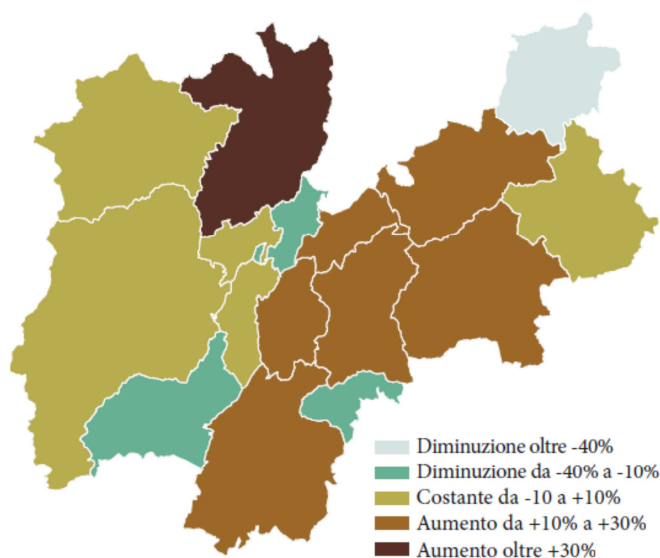 Diminuzione oltre -40%
Diminuzione da -40% a -10%
Costante da -10 a +10%
Aumento da +10% a +30%
Aumento oltre +30%